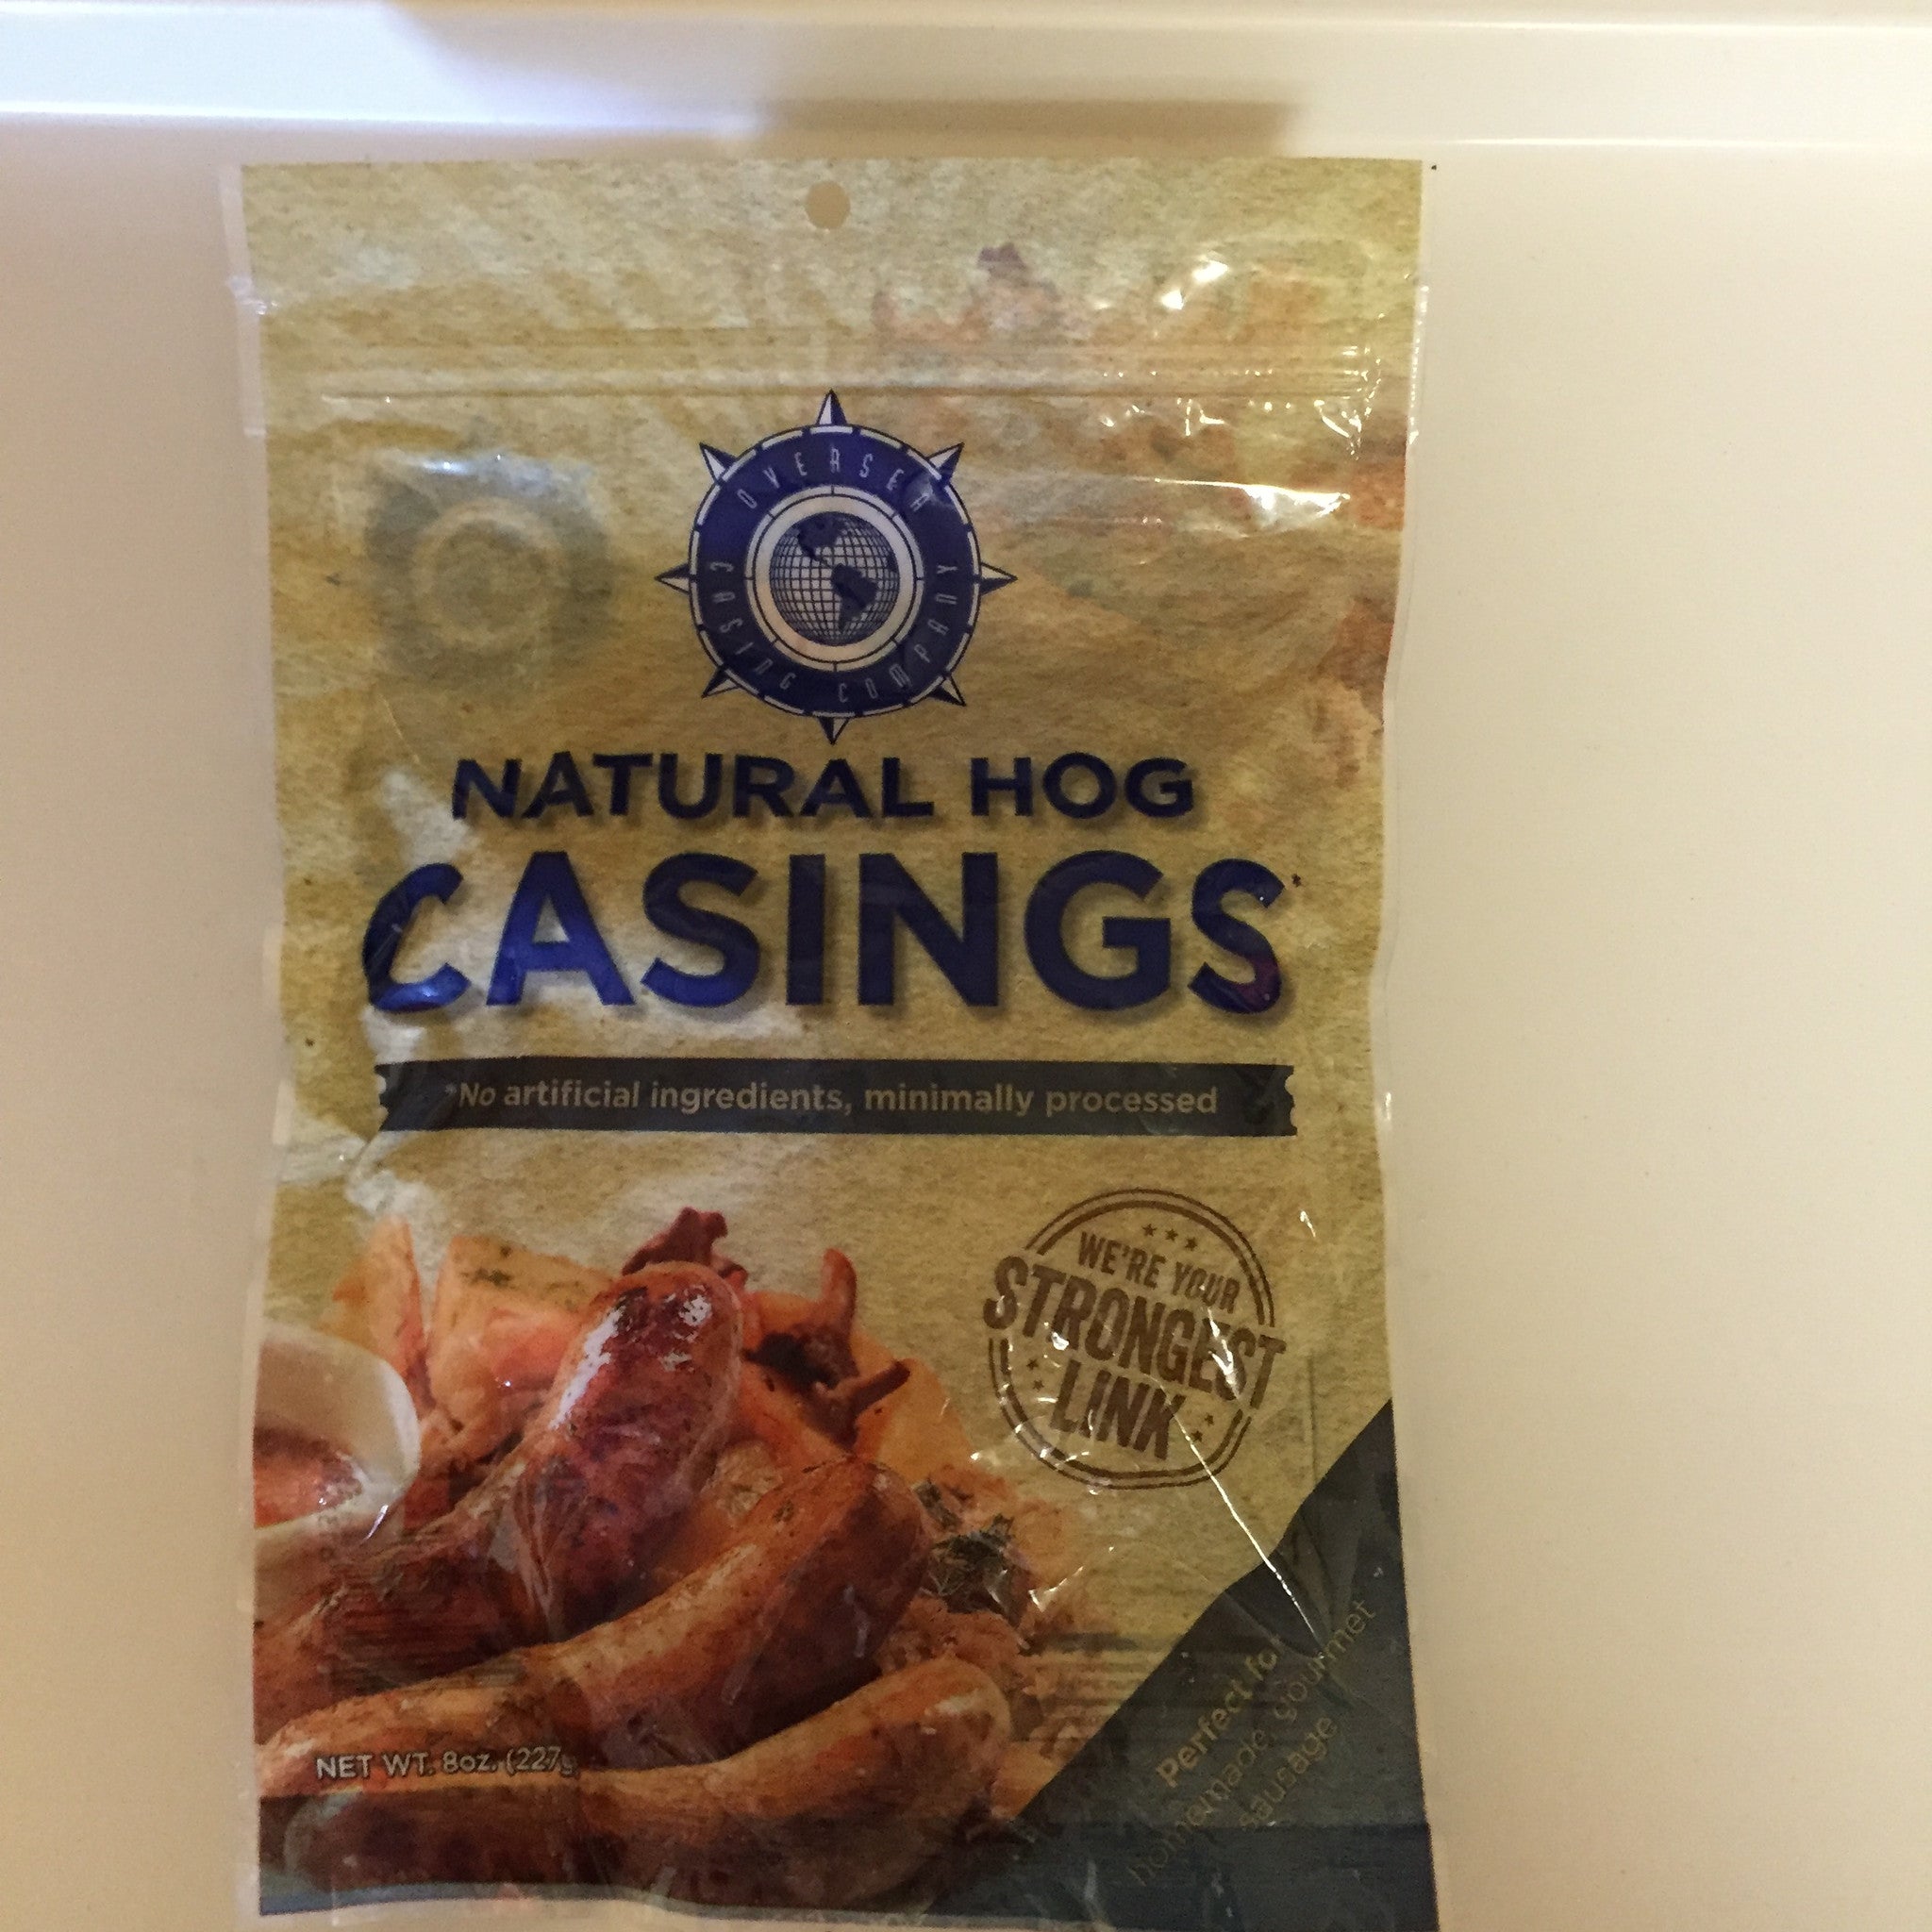 OVERSEA
CASING COMPANY
NATURAL HOG
CASINGS*
*No artificial ingredients, minimally processed
WE'RE YOUR
STRONGEST
LINK
Perfect for
homemade gourmet
sausage
NET WT. 8oz. (227g